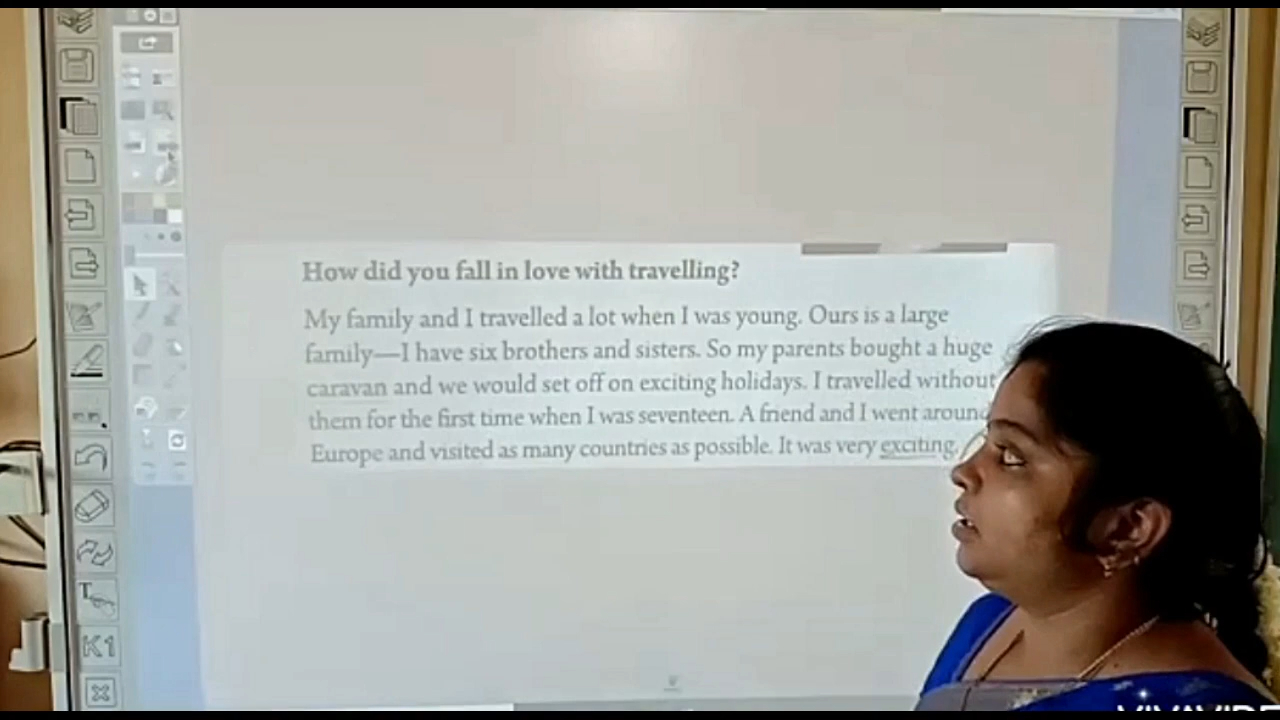 How did you fall in love with travelling?
My family and I travelled a lot when I was young. Ours is a large
family—I have six brothers and sisters. So my parents bought a huge
caravan and we would set off on exciting holidays. I travelled without
them for the first time when I was seventeen. A friend and I went around
Europe and visited as many countries as possible. It was very exciting.
T
K1